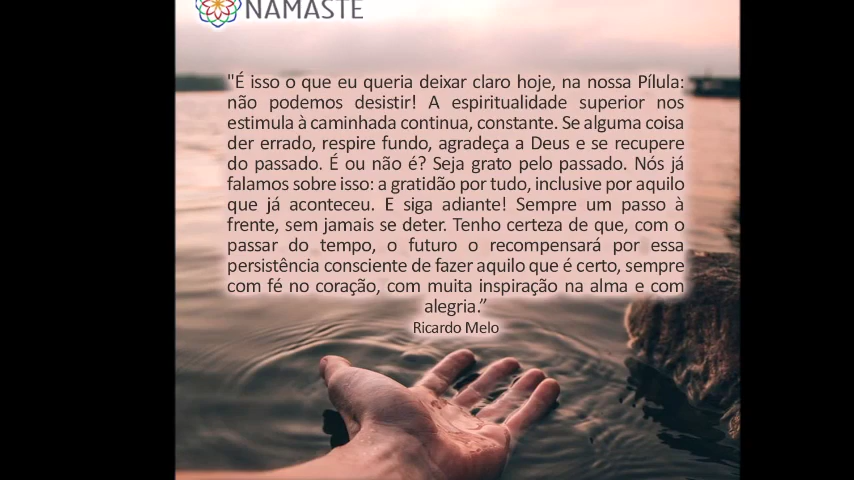 NAMASTE
"É isso o que eu queria deixar claro hoje, na nossa Pílula:
não podemos desistir! A espiritualidade superior nos
estimula à caminhada continua, constante. Se alguma coisa
der errado, respire fundo, agradeça a Deus e se recupere
do passado. É ou não é? Seja grato pelo passado. Nós já
falamos sobre isso: a gratidão por tudo, inclusive por aquilo
que já aconteceu. E siga adiante! Sempre um passo à
frente, sem jamais se deter. Tenho certeza de que, com o
passar do tempo, o futuro o recompensará por essa
persistência consciente de fazer aquilo que é certo, sempre
com fé no coração, com muita inspiração na alma e com
alegria.”
Ricardo Melo